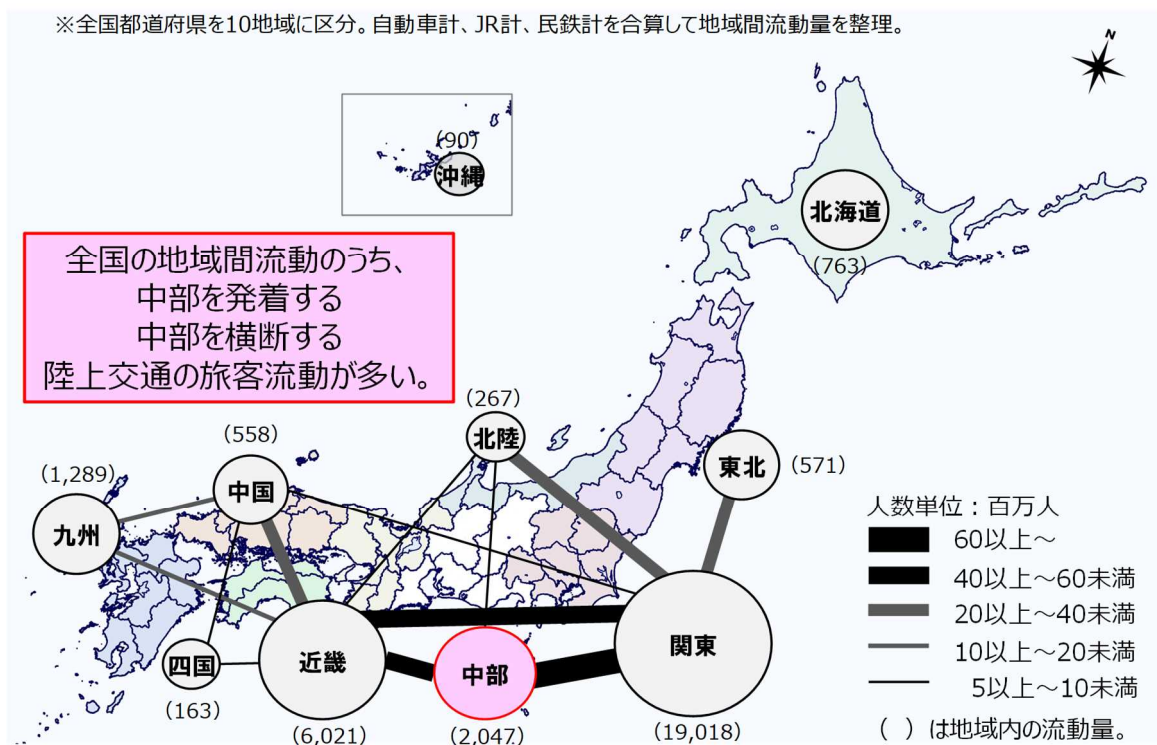 ※全国都道府県を10地域に区分。自動車計、JR計、民鉄計を合算して地域間流動量を整理。
N
(90)
沖縄
北海道
(763)
全国の地域間流動のうち、
中部を発着する
中部を横断する
陸上交通の旅客流動が多い。
(267)
北陸
(558)
中国
東北
(571)
(1,289)
九州
人数単位：百万人
60以上～
40以上～60未満
20以上～40未満
10以上～20未満
5以上～10未満
（ ）は地域内の流動量。
四国
(163)
近畿
(6,021)
中部
(2,047)
関東
(19,018)